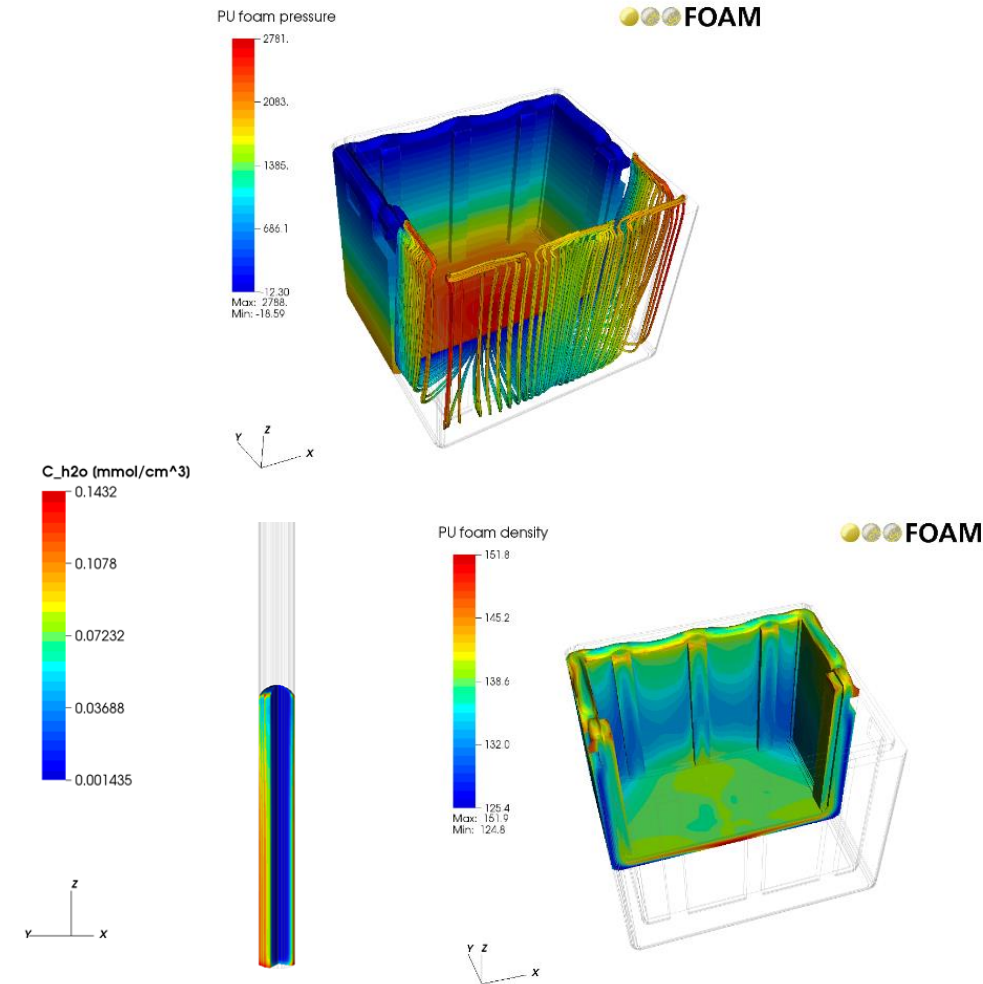 PU foam pressure
FOAM
2781.
2083.
1385.
686.1
-12.30
Max: 2788.
Min: -18.59
Y
Z
X
C_h2o (mmol/cm^3)
0.1432
0.1078
0.07232
0.03688
0.001435
Z
Y
X
PU foam density
FOAM
151.8
145.2
138.6
132.0
125.4
Max: 151.9
Min: 124.8
Y
Z
X